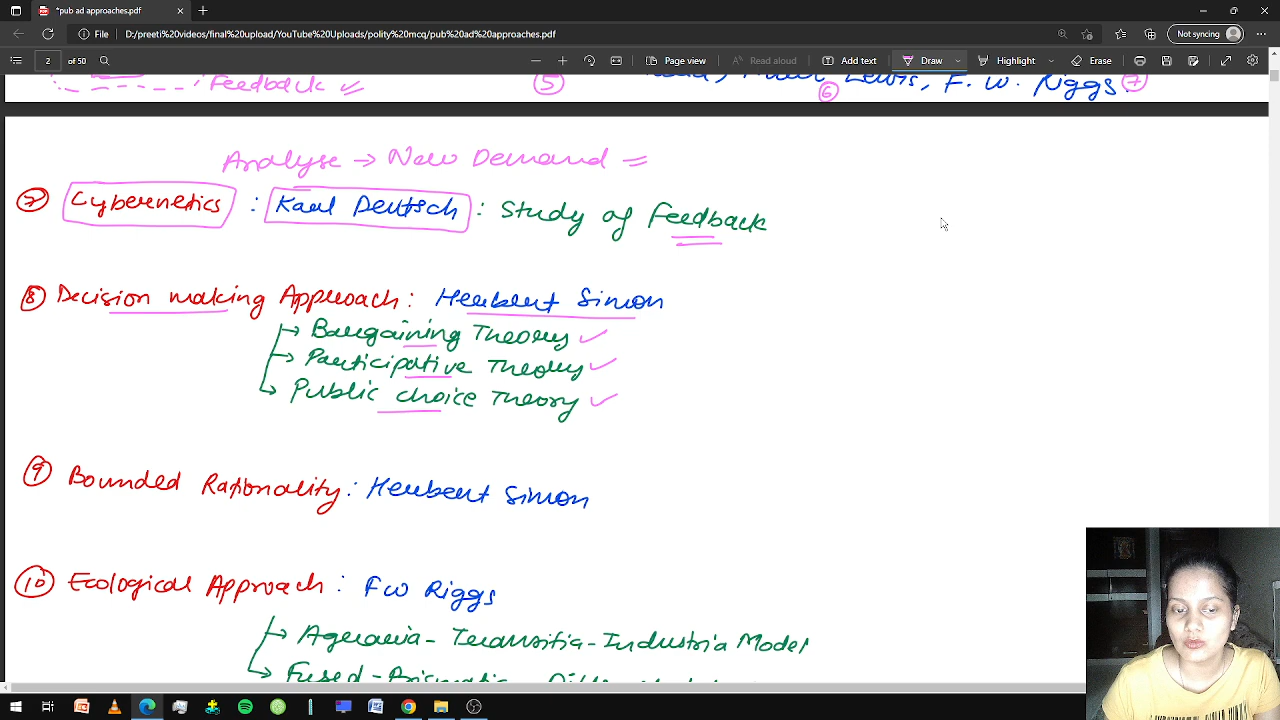 *pub ad approaches.pdf
File D:/preeti%20videos/final%20upload/YouTube%20Uploads/polity%20mcq/pub%20ad%20approaches.pdf
Not syncing
2 of 50
Page view
Read aloud
Add text
Draw
Highlight
Erase
: Feedback
5
Lewis, F. W. Riggs.
6
7
Analyse → New Demand =
7 Cybernetics : Karl Deutsch : Study of Feedback
8 Decision making Approach : Herbert Simon
→ Bargaining Theory ✓
→ Participative Theory ✓
→ Public choice Theory ✓
9 Bounded Rationality : Herbert Simon
10 Ecological Approach : FW Riggs
→ Agraria - Transitia - Industria Model
→ Fused - Prismatic -